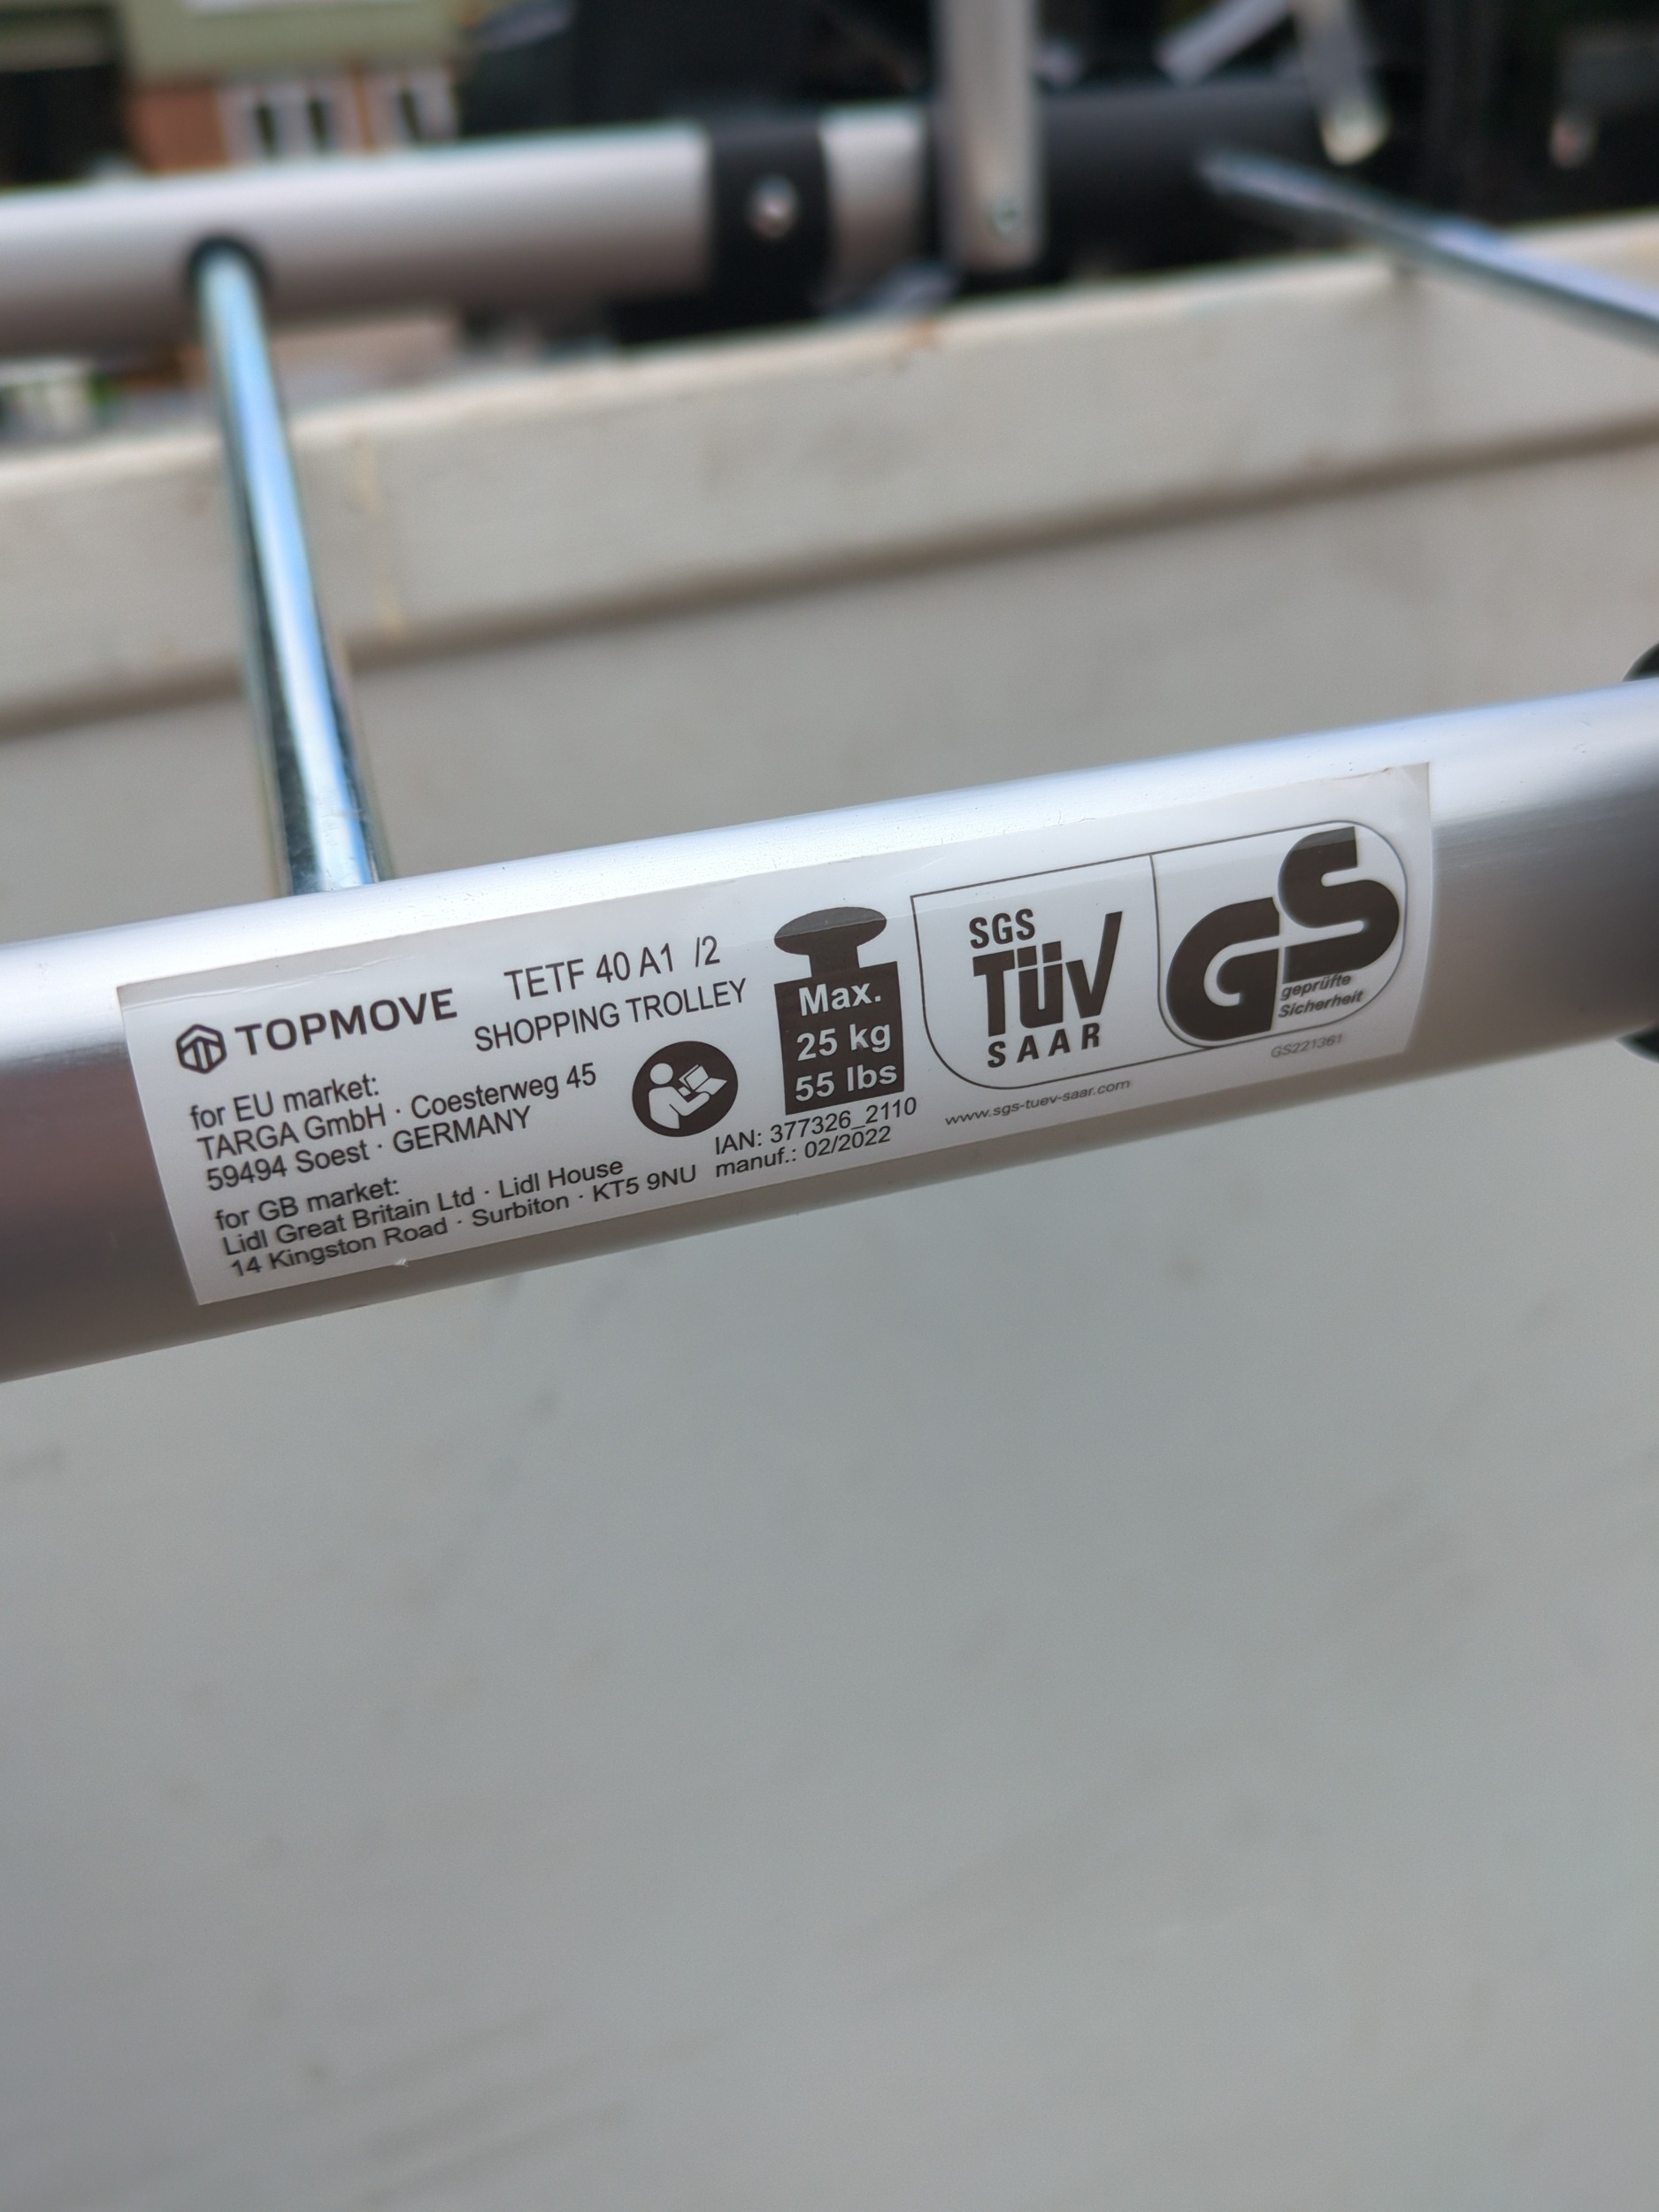 TOPMOVE
TETF 40 A1 /2
SHOPPING TROLLEY
for EU market:
TARGA GmbH · Coesterweg 45
59494 Soest · GERMANY
for GB market:
Lidl Great Britain Ltd · Lidl House
14 Kingston Road · Surbiton · KT5 9NU
Max.
25 kg
55 lbs
IAN: 377326_2110
manuf.: 02/2022
SGS
TÜV
SAAR
www.sgs-tuev-saar.com
GS
geprüfte
Sicherheit
GS221361